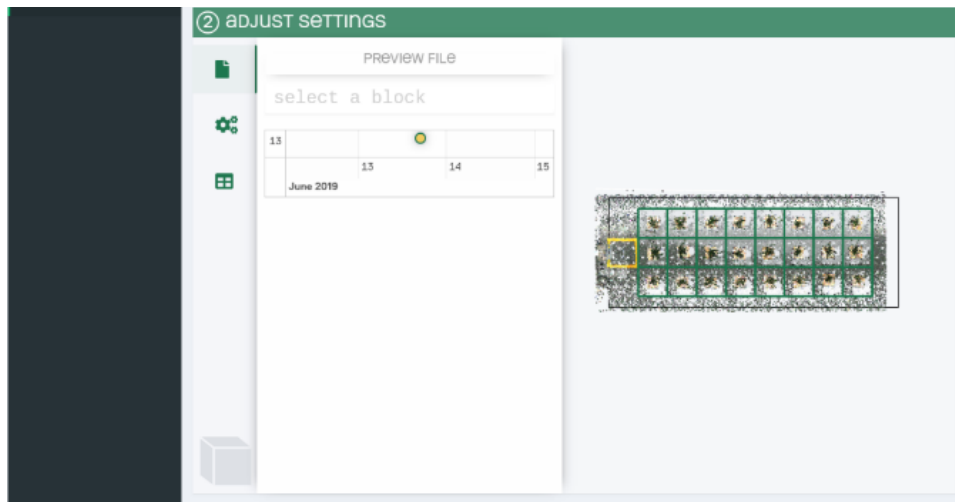 ② aDJUST SeTTINGS
PReVIeW FILe
select a block
13
13 14 15
June 2019